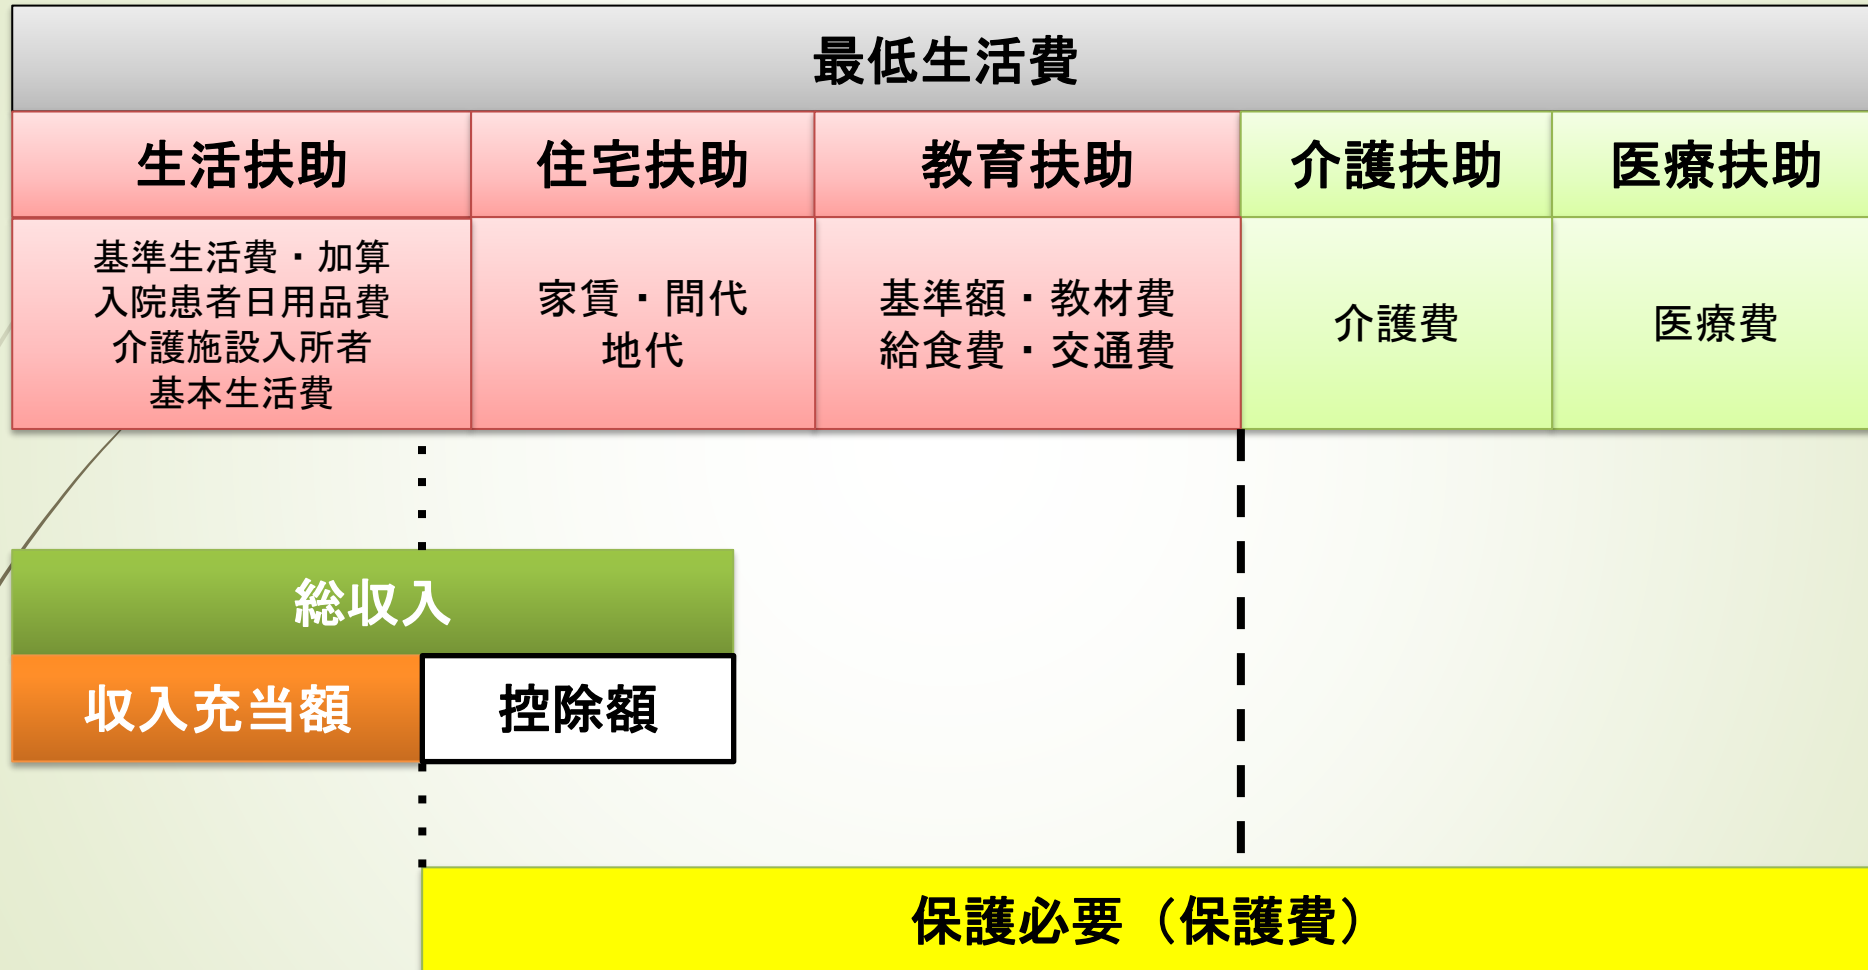 最低生活費
生活扶助
住宅扶助
教育扶助
介護扶助
医療扶助
基準生活費・加算
入院患者日用品費
介護施設入所者
基本生活費
家賃・間代
地代
基準額・教材費
給食費・交通費
介護費
医療費
総収入
収入充当額
控除額
保護必要（保護費）